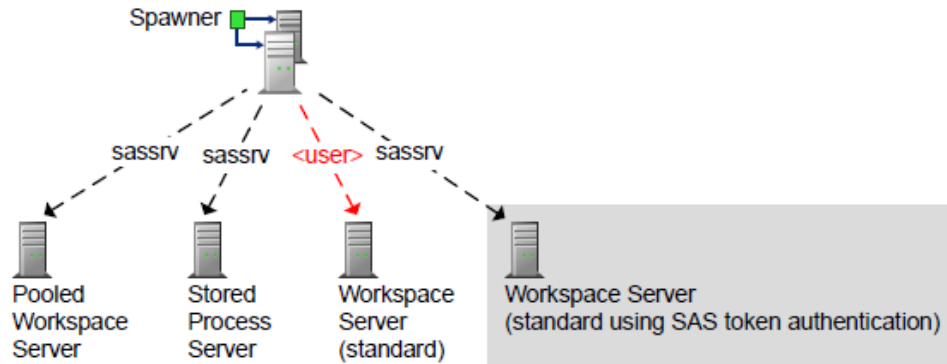 Spawner
sassrv
sassrv
<user>
sassrv
Pooled
Workspace
Server
Stored
Process
Server
Workspace
Server
(standard)
Workspace Server
(standard using SAS token authentication)